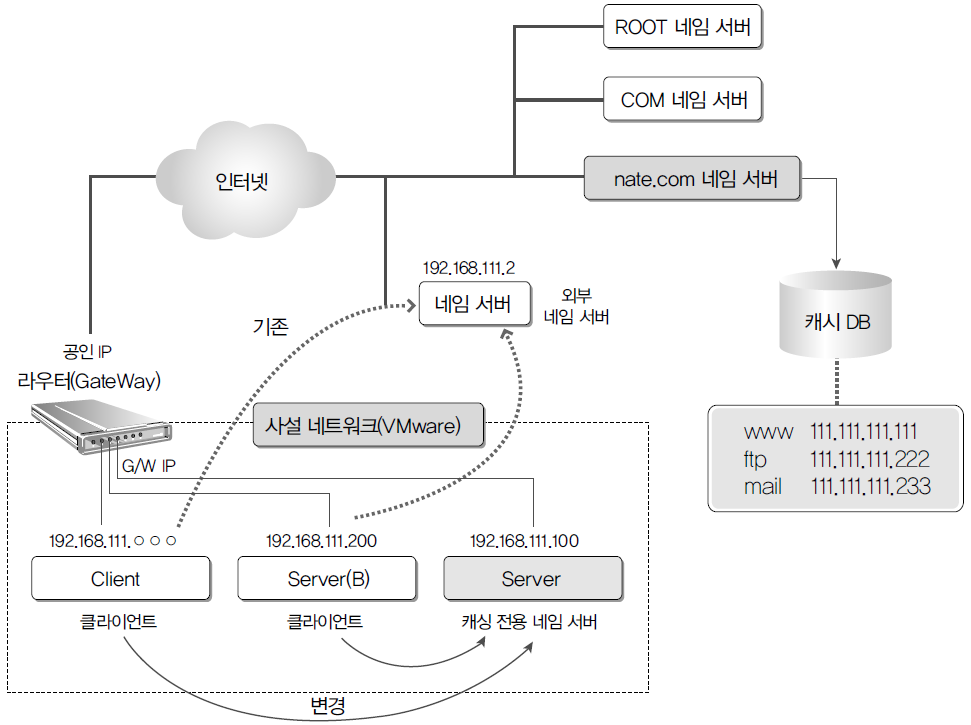 ROOT 네임 서버
COM 네임 서버
인터넷
nate.com 네임 서버
192.168.111.2
네임 서버
외부
네임 서버
기존
캐시 DB
공인 IP
라우터(GateWay)
사설 네트워크(VMware)
www 111.111.111.111
ftp 111.111.111.222
mail 111.111.111.233
G/W IP
192.168.111.○○○
192.168.111.200
192.168.111.100
Client
Server(B)
Server
클라이언트
클라이언트
캐싱 전용 네임 서버
변경